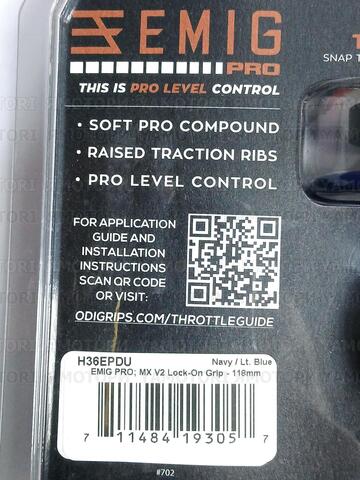 EMIG
PRO
THIS IS PRO LEVEL CONTROL
SNAP T
• SOFT PRO COMPOUND
• RAISED TRACTION RIBS
• PRO LEVEL CONTROL
FOR APPLICATION
GUIDE AND
INSTALLATION
INSTRUCTIONS
SCAN QR CODE
OR VISIT:
ODIGRIPS.COM/THROTTLEGUIDE
H36EPDU Navy / Lt. Blue
EMIG PRO; MX V2 Lock-On Grip - 118mm
7 11484 19305 7
#702